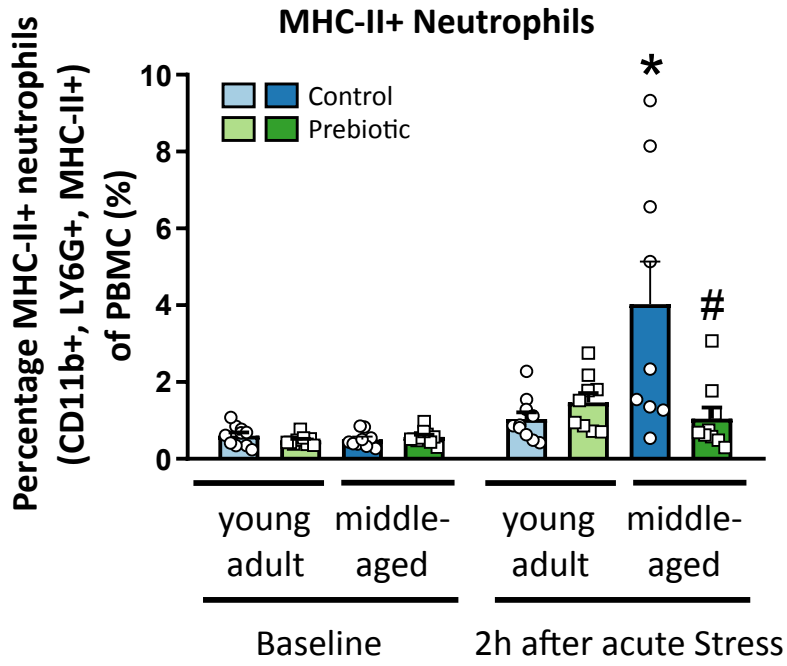 MHC-II+ Neutrophils
Percentage MHC-II+ neutrophils
(CD11b+, LY6G+, MHC-II+)
of PBMC (%)
10
8
6
4
2
0
Control
Prebiotic
*
#
young
adult
middle-
aged
young
adult
middle-
aged
Baseline
2h after acute Stress